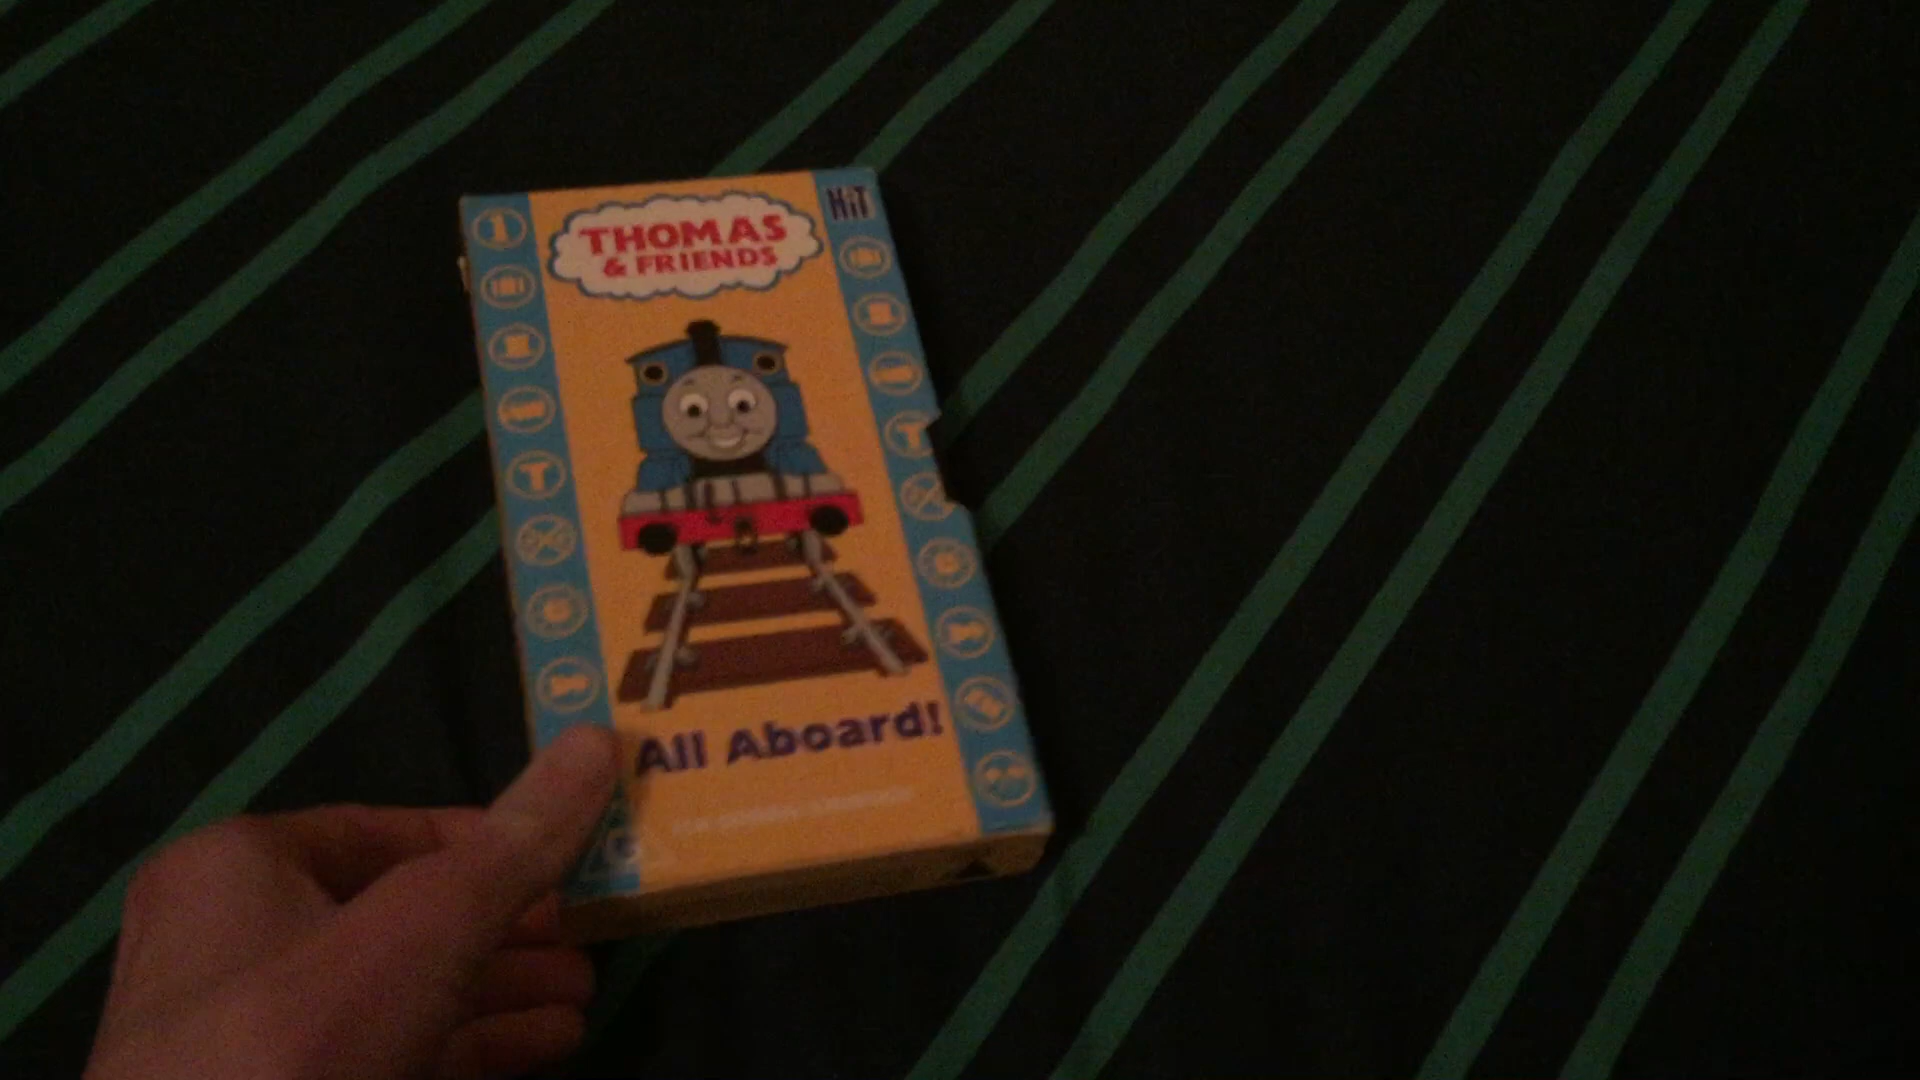 1
HiT
THOMAS
& FRIENDS
T
T
All Aboard!
G